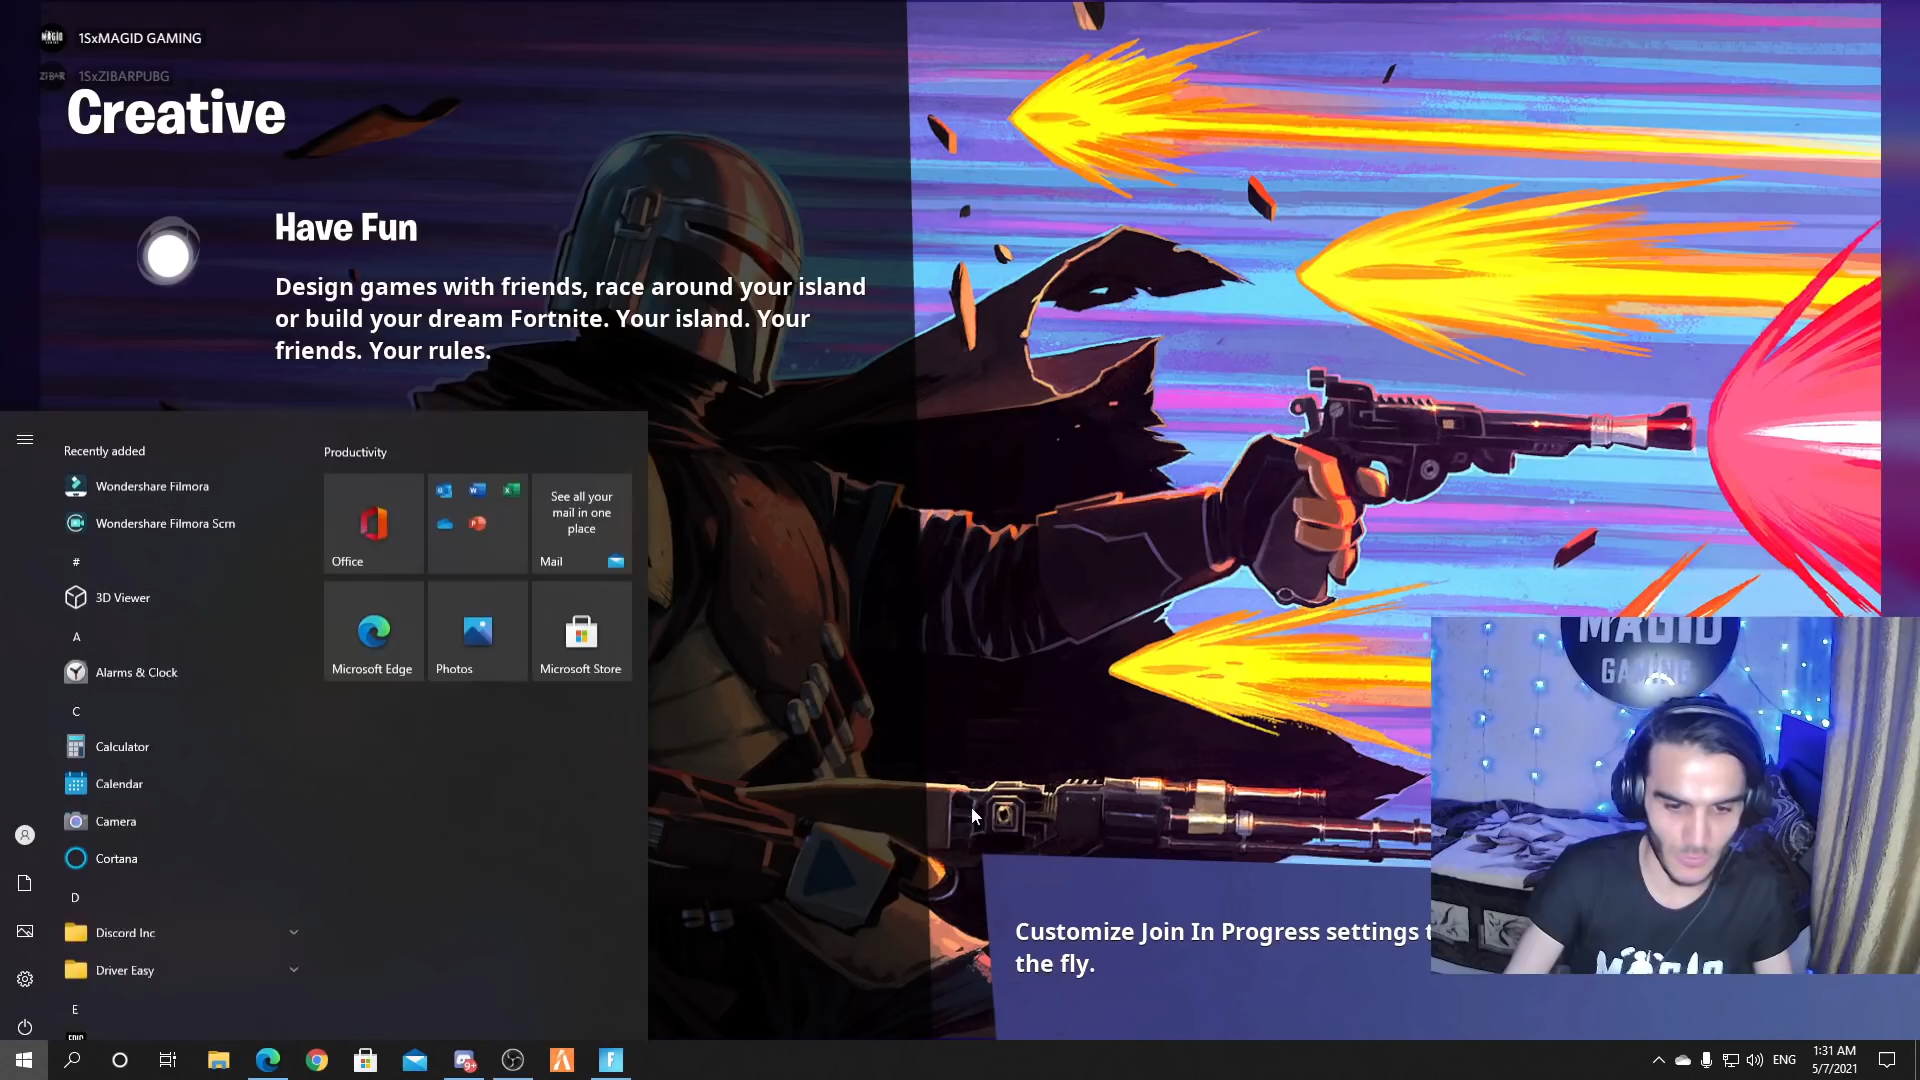 1SxMAGID GAMING
1SxZIBARPUBG
Creative
Have Fun
Design games with friends, race around your island
or build your dream Fortnite. Your island. Your
friends. Your rules.
Recently added
Wondershare Filmora
Wondershare Filmora Scrn
#
3D Viewer
A
Alarms & Clock
C
Calculator
Calendar
Camera
Cortana
D
Discord Inc
Driver Easy
E
Productivity
Office
See all your
mail in one
place
Mail
Microsoft Edge
Photos
Microsoft Store
MAGID
GAMING
MAGID
Customize Join In Progress settings
the fly.
9+
ENG
1:31 AM
5/7/2021